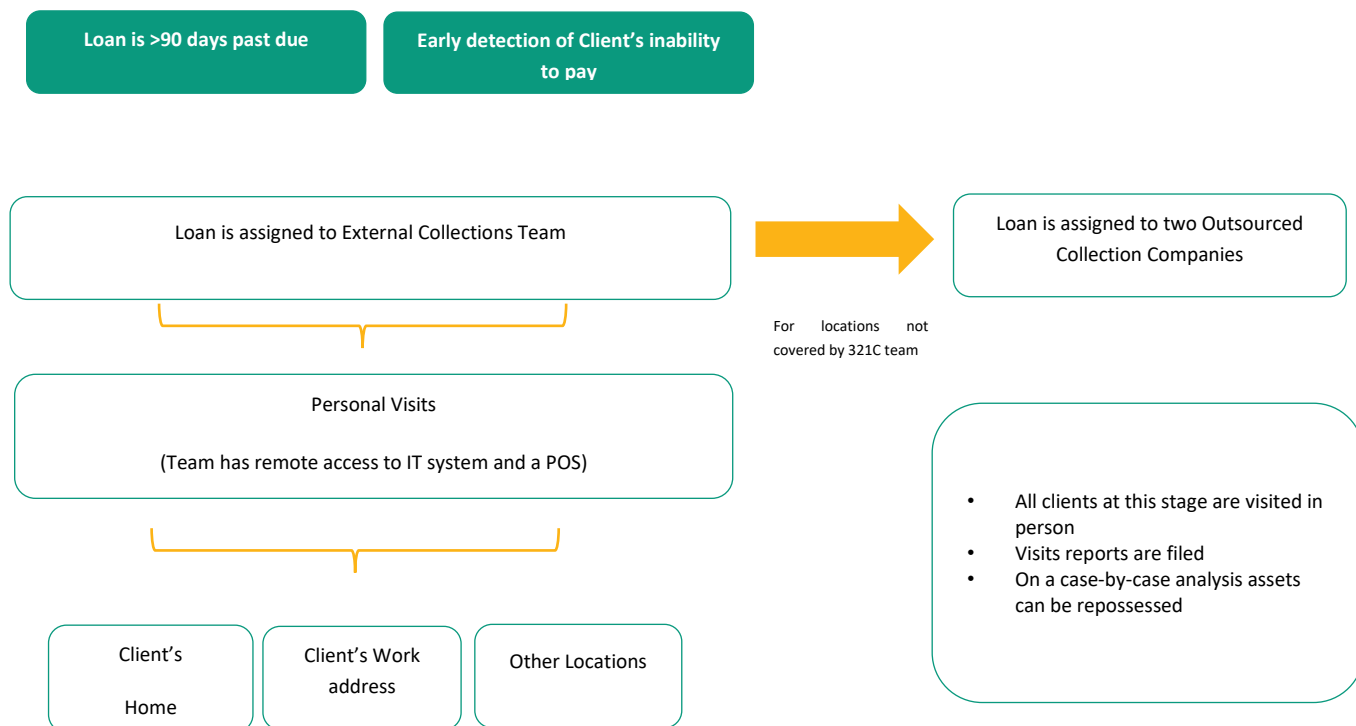 Loan is >90 days past due
Early detection of Client's inability
to pay
Loan is assigned to External Collections Team
Loan is assigned to two Outsourced
Collection Companies
For locations not
covered by 321C team
Personal Visits
(Team has remote access to IT system and a POS)
• All clients at this stage are visited in
person
• Visits reports are filed
• On a case-by-case analysis assets
can be repossessed
Client's
Home
Client's Work
address
Other Locations